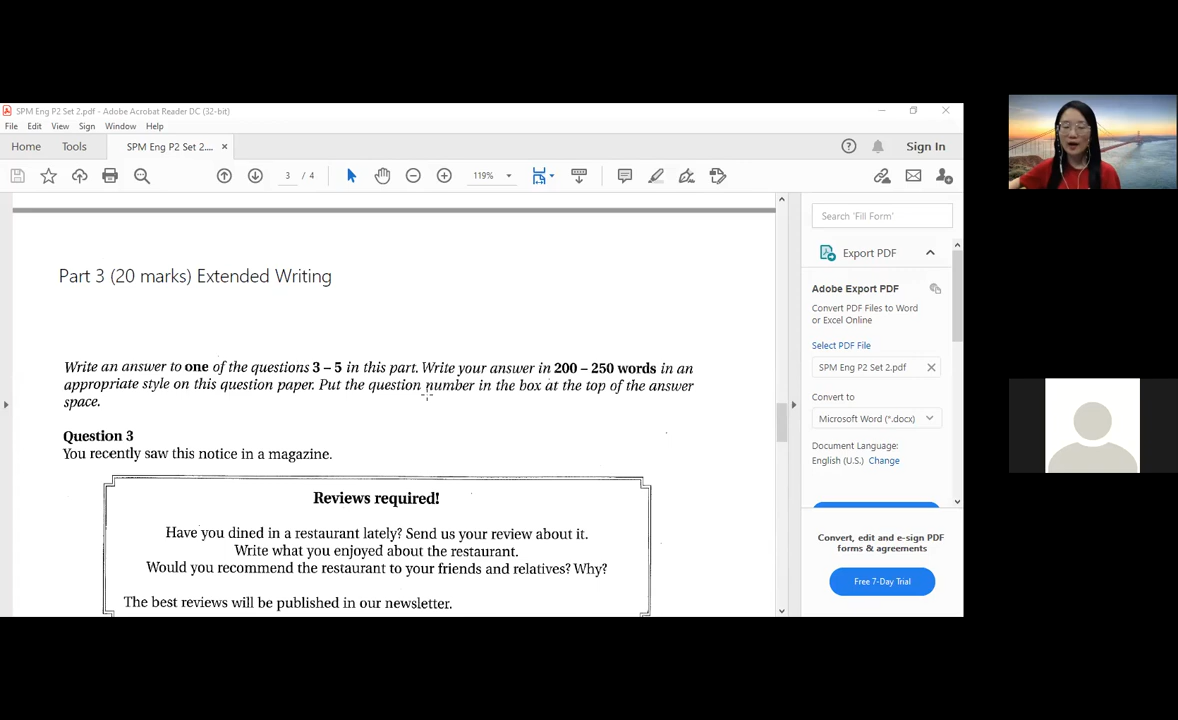 SPM Eng P2 Set 2.pdf - Adobe Acrobat Reader DC (32-bit)
File Edit View Sign Window Help
Home Tools SPM Eng P2 Set 2.... × Sign In
3 / 4 119%
Part 3 (20 marks) Extended Writing
Write an answer to one of the questions 3 – 5 in this part. Write your answer in 200 – 250 words in an
appropriate style on this question paper. Put the question number in the box at the top of the answer
space.
Question 3
You recently saw this notice in a magazine.
Reviews required!
Have you dined in a restaurant lately? Send us your review about it.
Write what you enjoyed about the restaurant.
Would you recommend the restaurant to your friends and relatives? Why?
The best reviews will be published in our newsletter.
Search 'Fill Form'
Export PDF
Adobe Export PDF
Convert PDF Files to Word
or Excel Online
Select PDF File
SPM Eng P2 Set 2.pdf
Convert to
Microsoft Word (*.docx)
Document Language:
English (U.S.) Change
Convert, edit and e-sign PDF
forms & agreements
Free 7-Day Trial